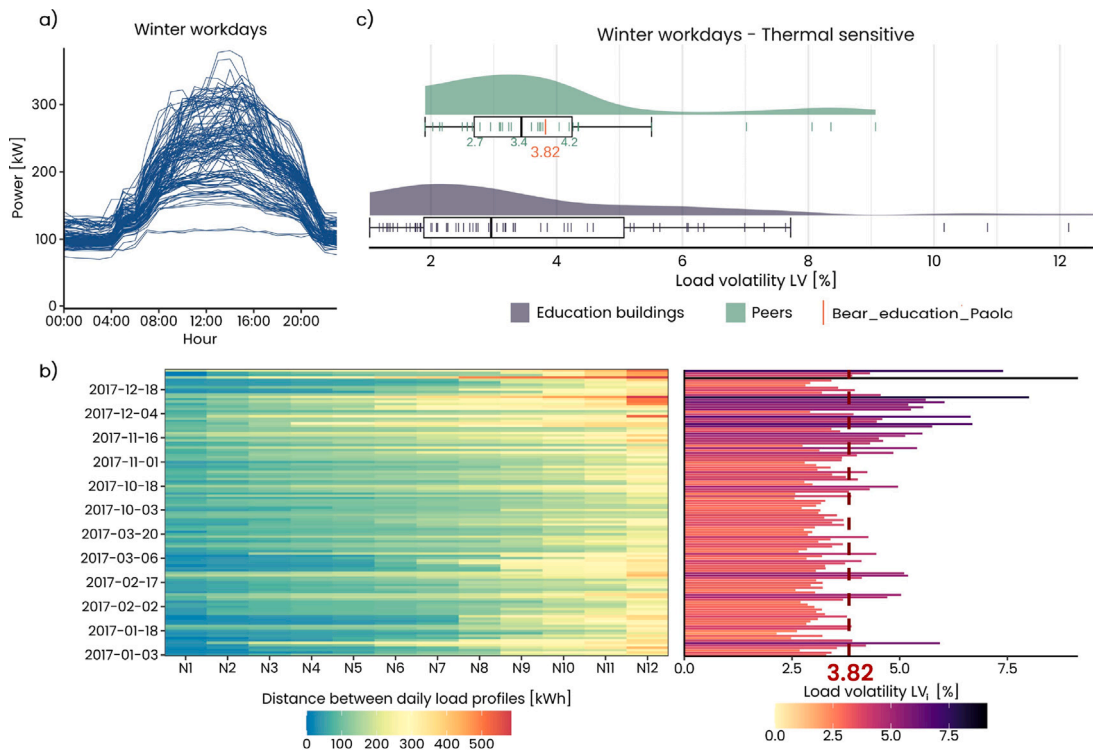 a)
Winter workdays
Power [kW]
300
200
100
0
00:00 04:00 08:00 12:00 16:00 20:00
Hour
c)
Winter workdays - Thermal sensitive
2.7 3.4 4.2
3.82
2 4 6 8 10 12
Load volatility LV [%]
Education buildings Peers Bear_education_Paolc
b)
2017-12-18
2017-12-04
2017-11-16
2017-11-01
2017-10-18
2017-10-03
2017-03-20
2017-03-06
2017-02-17
2017-02-02
2017-01-18
2017-01-03
N1 N2 N3 N4 N5 N6 N7 N8 N9 N10 N11 N12
Distance between daily load profiles [kWh]
0 100 200 300 400 500
0.0 2.5 5.0 7.5
3.82
Load volatility LVi [%]
0.0 2.5 5.0 7.5